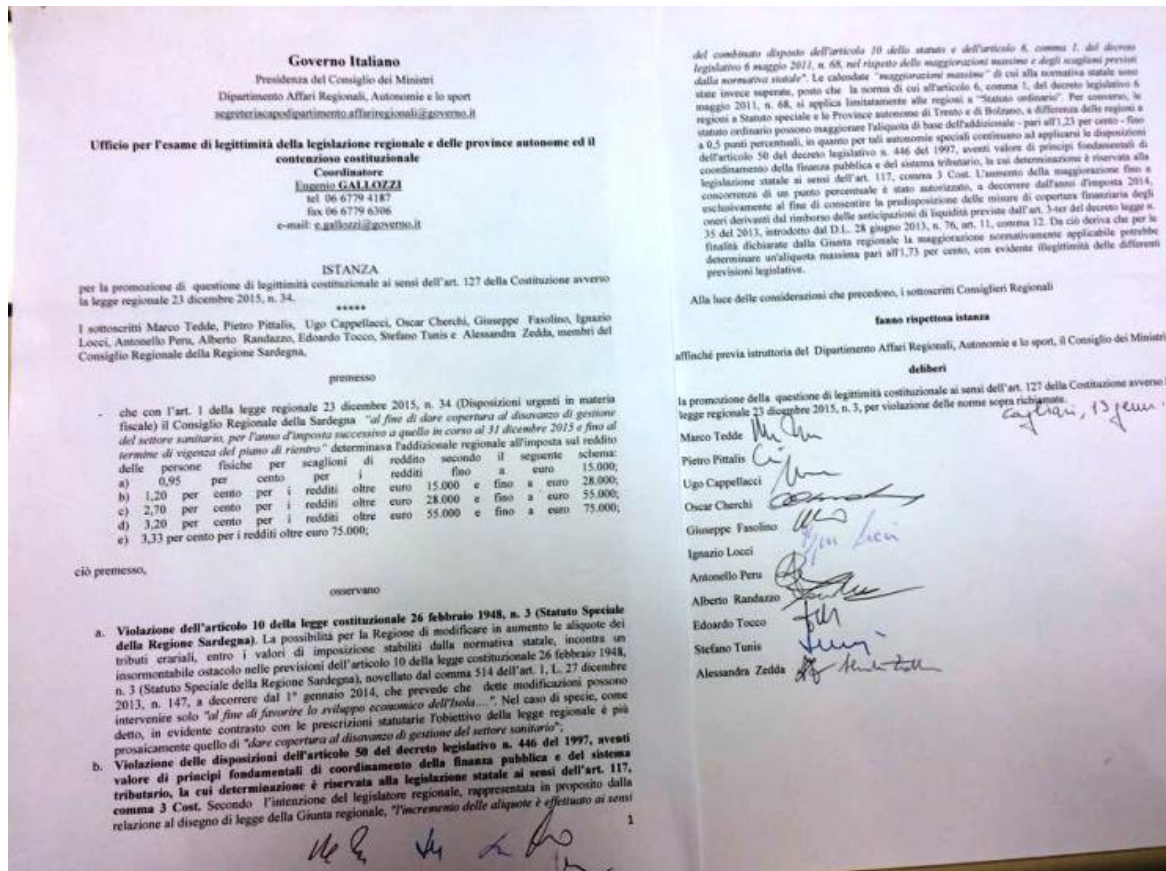 Governo Italiano
Presidenza del Consiglio dei Ministri
Dipartimento Affari Regionali, Autonomie e lo sport
segreteriacapodipartimento.affariregionali@governo.it
Ufficio per l'esame di legittimità della legislazione regionale e delle province autonome ed il
contenzioso costituzionale
Coordinatore
Eugenio GALLOZZI
tel 06 6779 4187
fax 06 6779 6306
e-mail: e.gallozzi@governo.it
ISTANZA
per la promozione di questione di legittimità costituzionale ai sensi dell'art. 127 della Costituzione avverso
la legge regionale 23 dicembre 2015, n. 34.
*****
I sottoscritti Marco Tedde, Pietro Pittalis, Ugo Cappellacci, Oscar Cherchi, Giuseppe Fasolino, Ignazio
Locci, Antonello Peru, Alberto Randazzo, Edoardo Tocco, Stefano Tunis e Alessandra Zedda, membri del
Consiglio Regionale della Regione Sardegna,
premesso
- che con l'art. 1 della legge regionale 23 dicembre 2015, n. 34 (Disposizioni urgenti in materia
fiscale) il Consiglio Regionale della Sardegna "al fine di dare copertura al disavanzo di gestione
del settore sanitario, per l'anno d'imposta successivo a quello in corso al 31 dicembre 2015 e fino al
termine di vigenza del piano di rientro" determinava l'addizionale regionale all'imposta sul reddito
delle persone fisiche per scaglioni di reddito secondo il seguente schema:
a) 0,95 per cento per i redditi fino a euro 15.000;
b) 1,20 per cento per i redditi oltre euro 15.000 e fino a euro 28.000;
c) 2,70 per cento per i redditi oltre euro 28.000 e fino a euro 55.000;
d) 3,20 per cento per i redditi oltre euro 55.000 e fino a euro 75.000;
e) 3,33 per cento per i redditi oltre euro 75.000;
ciò premesso,
osservano
a. Violazione dell'articolo 10 della legge costituzionale 26 febbraio 1948, n. 3 (Statuto Speciale
della Regione Sardegna). La possibilità per la Regione di modificare in aumento le aliquote dei
tributi erariali, entro i valori di imposizione stabiliti dalla normativa statale, incontra un
insormontabile ostacolo nelle previsioni dell'articolo 10 della legge costituzionale 26 febbraio 1948,
n. 3 (Statuto Speciale della Regione Sardegna), novellato dal comma 514 dell'art. 1, L. 27 dicembre
2013, n. 147, a decorrere dal 1° gennaio 2014, che prevede che dette modificazioni possono
intervenire solo "al fine di favorire lo sviluppo economico dell'Isola....". Nel caso di specie, come
detto, in evidente contrasto con le prescrizioni statutarie l'obiettivo della legge regionale è più
prosaicamente quello di "dare copertura al disavanzo di gestione del settore sanitario";
b. Violazione delle disposizioni dell'articolo 50 del decreto legislativo n. 446 del 1997, aventi
valore di principi fondamentali di coordinamento della finanza pubblica e del sistema
tributario, la cui determinazione è riservata alla legislazione statale ai sensi dell'art. 117,
comma 3 Cost. Secondo l'intenzione del legislatore regionale, rappresentata in proposito dalla
relazione al disegno di legge della Giunta regionale, "l'incremento delle aliquote è effettuato ai sensi
1
del combinato disposto dell'articolo 10 dello statuto e dell'articolo 6, comma 1, del decreto
legislativo 6 maggio 2011, n. 68, nel rispetto delle maggiorazioni massime e degli scaglioni previsti
dalla normativa statale". Le calendate "maggiorazioni massime" di cui alla normativa statale sono
state invece superate, posto che la norma di cui all'articolo 6, comma 1, del decreto legislativo 6
maggio 2011, n. 68, si applica limitatamente alle regioni a "Statuto ordinario". Per converso, le
regioni a Statuto speciale e le Province autonome di Trento e di Bolzano, a differenza delle regioni a
statuto ordinario possono maggiorare l'aliquota di base dell'addizionale - pari all'1,23 per cento - fino
a 0,5 punti percentuali, in quanto per tali autonomie speciali continuano ad applicarsi le disposizioni
dell'articolo 50 del decreto legislativo n. 446 del 1997, aventi valore di principi fondamentali di
coordinamento della finanza pubblica e del sistema tributario, la cui determinazione è riservata alla
legislazione statale ai sensi dell'art. 117, comma 3 Cost. L'aumento della maggiorazione fino a
concorrenza di un punto percentuale è stato autorizzato, a decorrere dall'anno d'imposta 2014,
esclusivamente al fine di consentire la predisposizione delle misure di copertura finanziaria degli
oneri derivanti dal rimborso delle anticipazioni di liquidità previste dall'art. 3-ter del decreto legge n.
35 del 2013, introdotto dal D.L. 28 giugno 2013, n. 76, art. 11, comma 12. Da ciò deriva che per le
finalità dichiarate dalla Giunta regionale la maggiorazione normativamente applicabile potrebbe
determinare un'aliquota massima pari all'1,73 per cento, con evidente illegittimità delle differenti
previsioni legislative.
Alla luce delle considerazioni che precedono, i sottoscritti Consiglieri Regionali
fanno rispettosa istanza
affinché previa istruttoria del Dipartimento Affari Regionali, Autonomie e lo sport, il Consiglio dei Ministri
deliberi
la promozione della questione di legittimità costituzionale ai sensi dell'art. 127 della Costituzione avverso
legge regionale 23 dicembre 2015, n. 3, per violazione delle norme sopra richiamate.
Cagliari, 13
Marco Tedde
Pietro Pittalis
Ugo Cappellacci
Oscar Cherchi
Giuseppe Fasolino
Ignazio Locci
Antonello Peru
Alberto Randazzo
Edoardo Tocco
Stefano Tunis
Alessandra Zedda